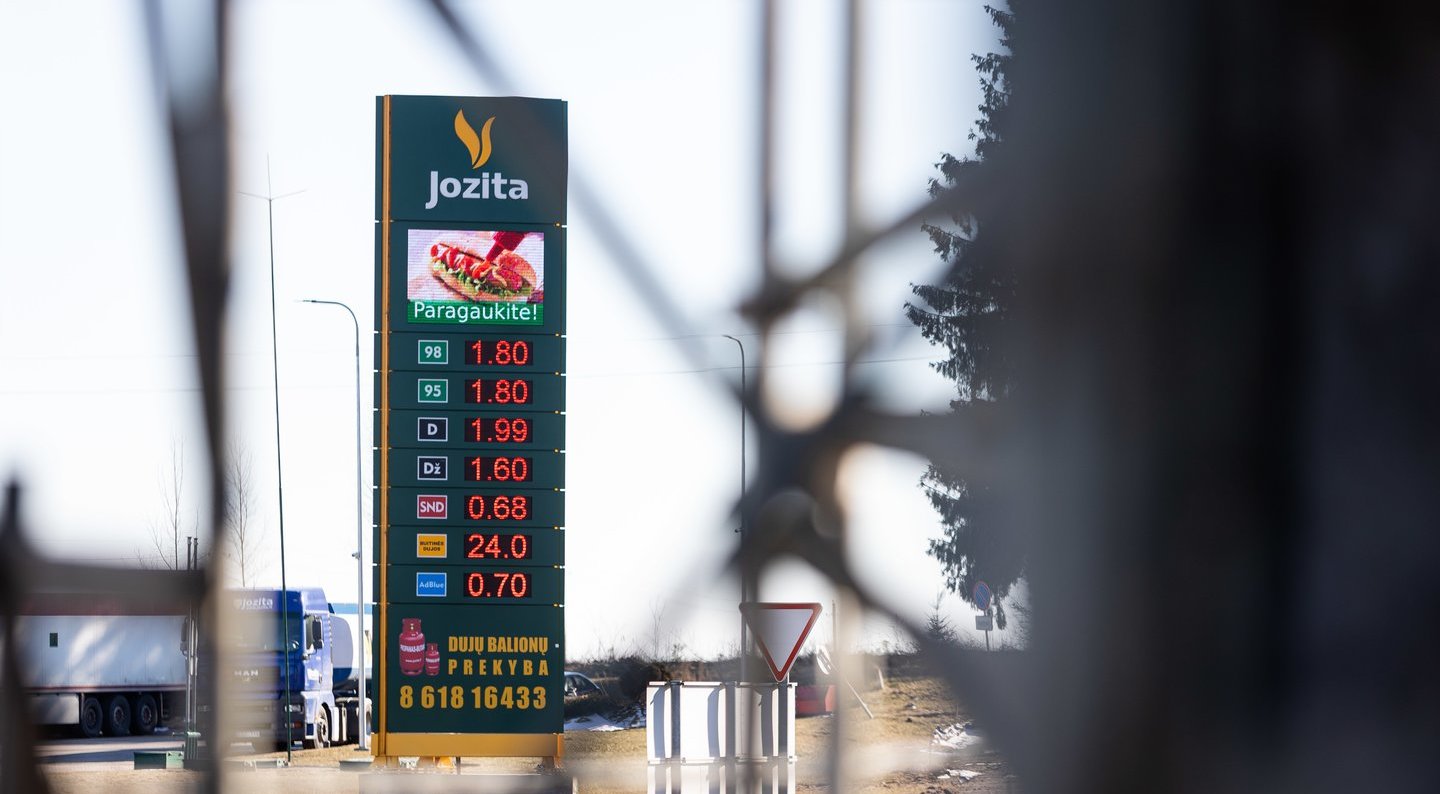 Jozita
Paragaukite!
98 1.80
95 1.80
D 1.99
Dž 1.60
SND 0.68
BUITINĖS DUJOS 24.0
AdBlue 0.70
DUJŲ BALIONŲ
PREKYBA
8 618 16433
Jozita
MAN